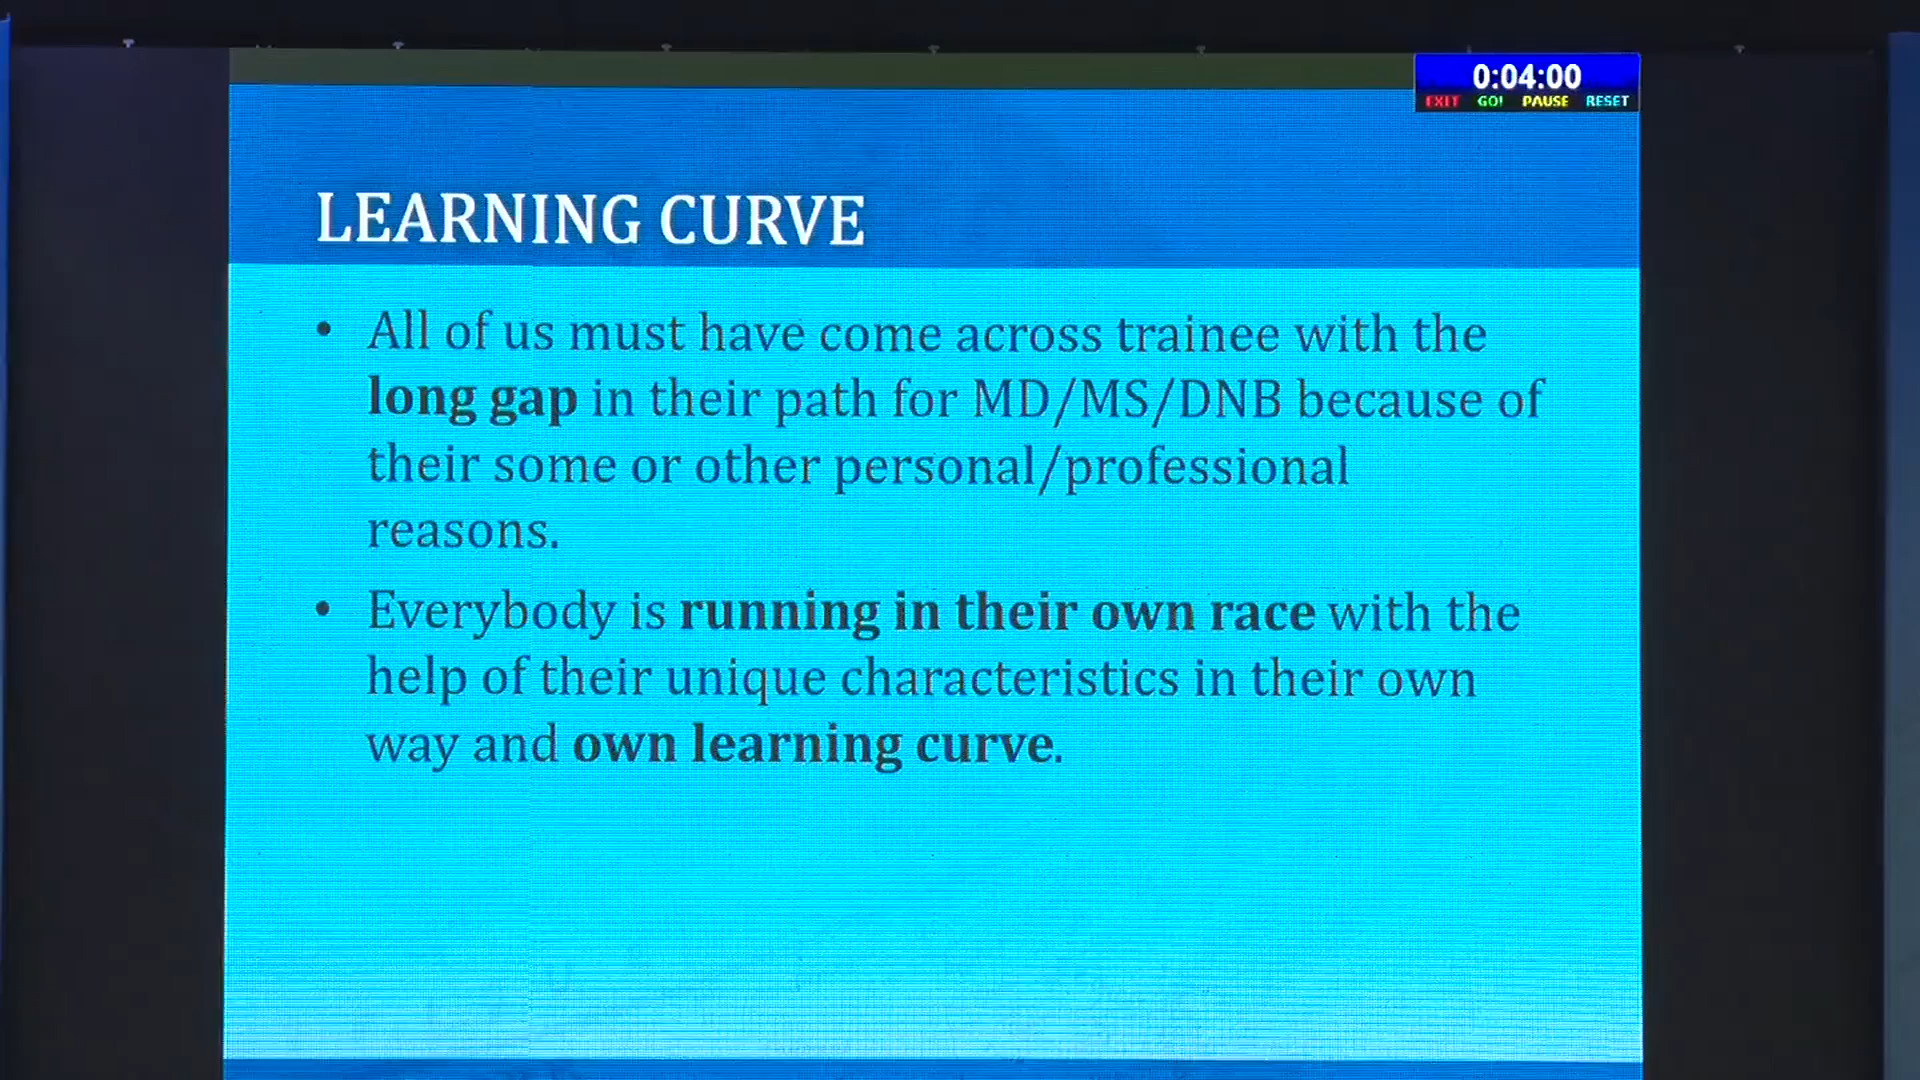 0:04:00
EXIT GO! PAUSE RESET
LEARNING CURVE
• All of us must have come across trainee with the
long gap in their path for MD/MS/DNB because of
their some or other personal/professional
reasons.
• Everybody is running in their own race with the
help of their unique characteristics in their own
way and own learning curve.